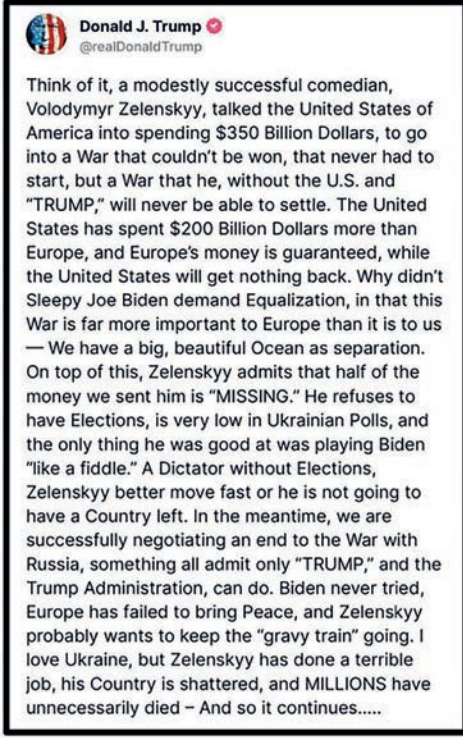 Donald J. Trump
@realDonaldTrump
Think of it, a modestly successful comedian,
Volodymyr Zelenskyy, talked the United States of
America into spending $350 Billion Dollars, to go
into a War that couldn't be won, that never had to
start, but a War that he, without the U.S. and
"TRUMP," will never be able to settle. The United
States has spent $200 Billion Dollars more than
Europe, and Europe's money is guaranteed, while
the United States will get nothing back. Why didn't
Sleepy Joe Biden demand Equalization, in that this
War is far more important to Europe than it is to us
— We have a big, beautiful Ocean as separation.
On top of this, Zelenskyy admits that half of the
money we sent him is "MISSING." He refuses to
have Elections, is very low in Ukrainian Polls, and
the only thing he was good at was playing Biden
"like a fiddle." A Dictator without Elections,
Zelenskyy better move fast or he is not going to
have a Country left. In the meantime, we are
successfully negotiating an end to the War with
Russia, something all admit only "TRUMP," and the
Trump Administration, can do. Biden never tried,
Europe has failed to bring Peace, and Zelenskyy
probably wants to keep the "gravy train" going. I
love Ukraine, but Zelenskyy has done a terrible
job, his Country is shattered, and MILLIONS have
unnecessarily died – And so it continues.....